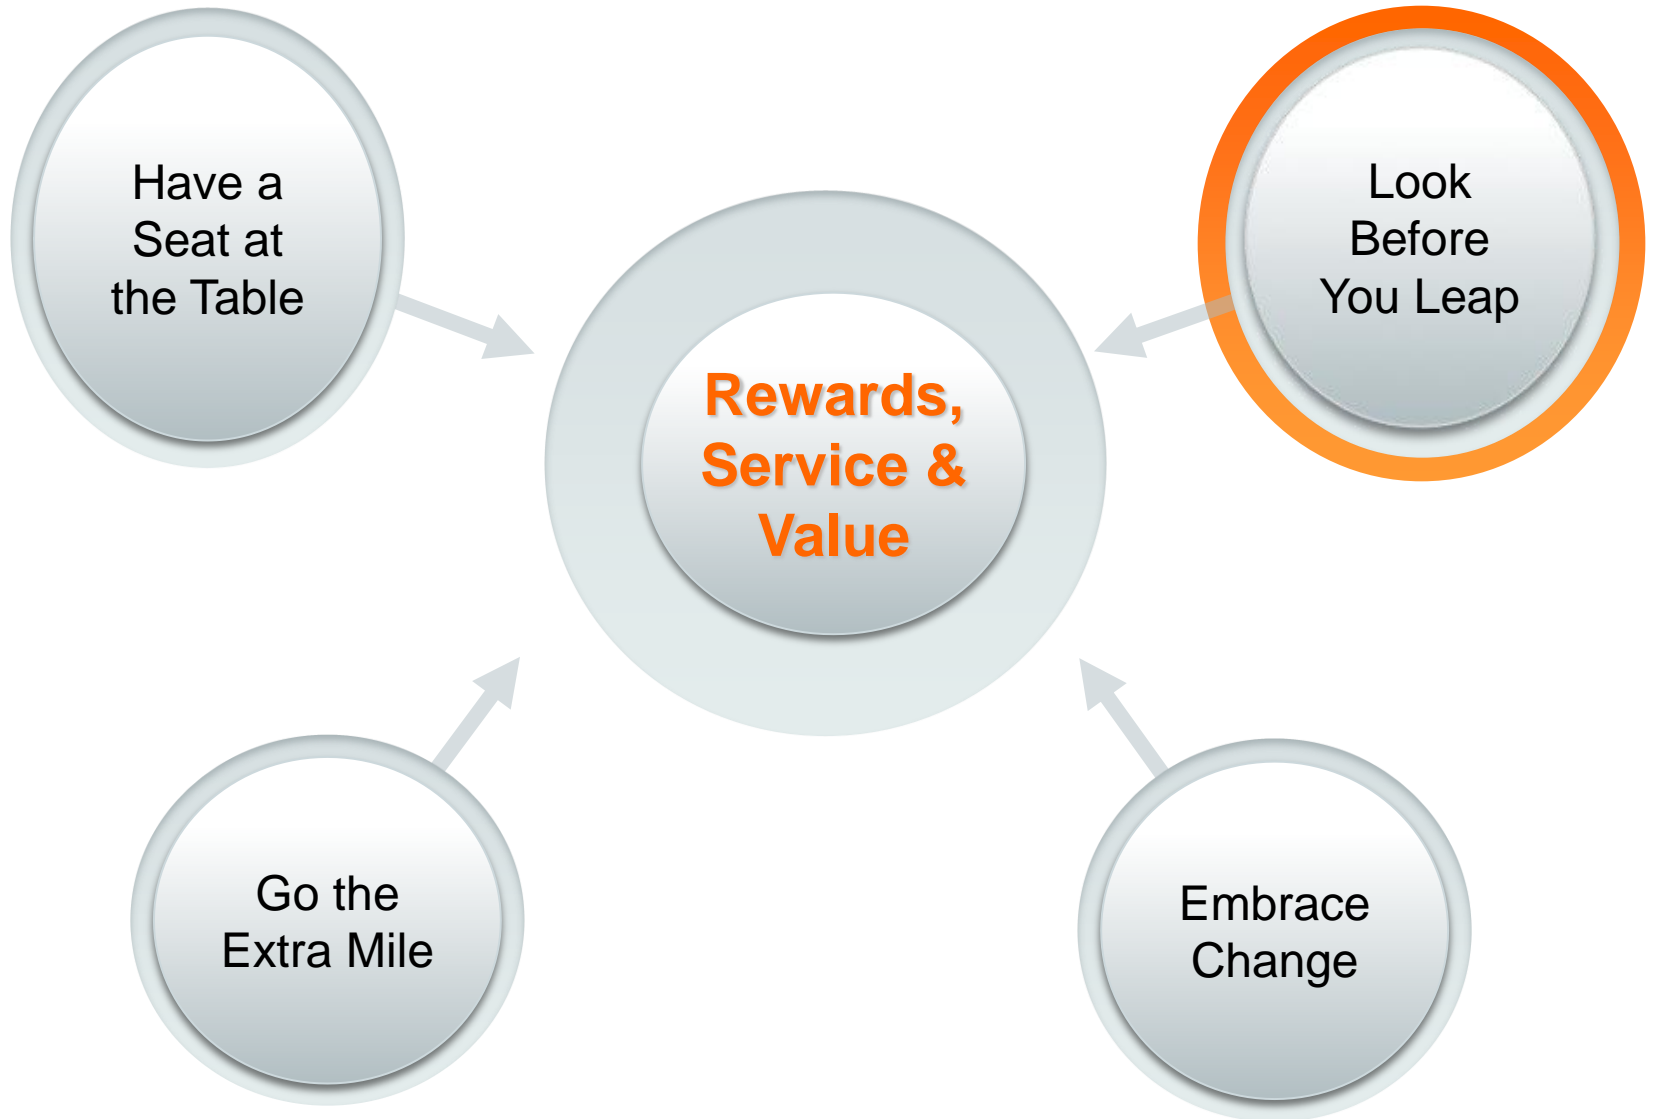 Have a
Seat at
the Table
Look
Before
You Leap
Rewards,
Service &
Value
Go the
Extra Mile
Embrace
Change